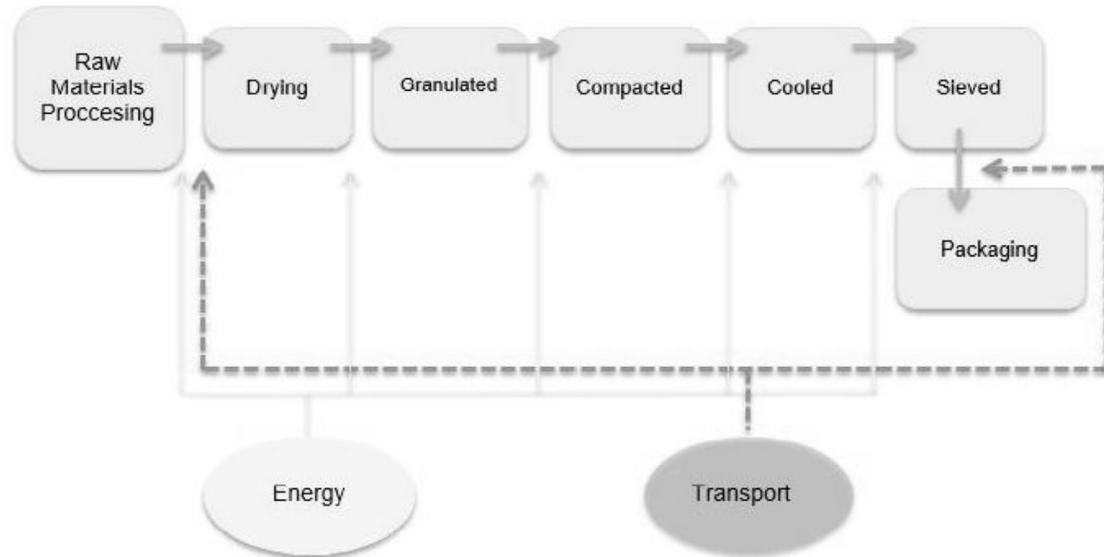 Raw
Materials
Proccesing
Drying
Granulated
Compacted
Cooled
Sieved
Packaging
Energy
Transport